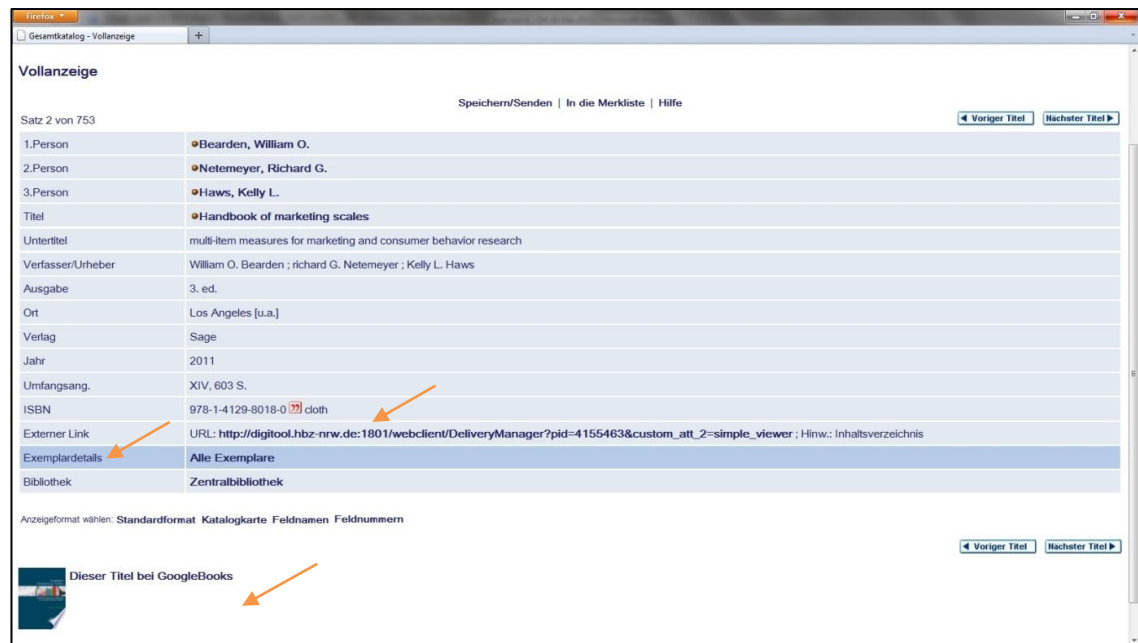 Firefox
Gesamtkatalog - Vollanzeige +
Vollanzeige
Speichern/Senden | In die Merkliste | Hilfe
Satz 2 von 753 Voriger Titel Nächster Titel
1.Person Bearden, William O.
2.Person Netemeyer, Richard G.
3.Person Haws, Kelly L.
Titel Handbook of marketing scales
Untertitel multi-item measures for marketing and consumer behavior research
Verfasser/Urheber William O. Bearden ; richard G. Netemeyer ; Kelly L. Haws
Ausgabe 3. ed.
Ort Los Angeles [u.a.]
Verlag Sage
Jahr 2011
Umfangsang. XIV, 603 S.
ISBN 978-1-4129-8018-0 cloth
Externer Link URL: http://digitool.hbz-nrw.de:1801/webclient/DeliveryManager?pid=4155463&custom_att_2=simple_viewer ; Hinw.: Inhaltsverzeichnis
Exemplardetails Alle Exemplare
Bibliothek Zentralbibliothek
Anzeigeformat wählen: Standardformat Katalogkarte Feldnamen Feldnummern
Voriger Titel Nächster Titel
Dieser Titel bei GoogleBooks